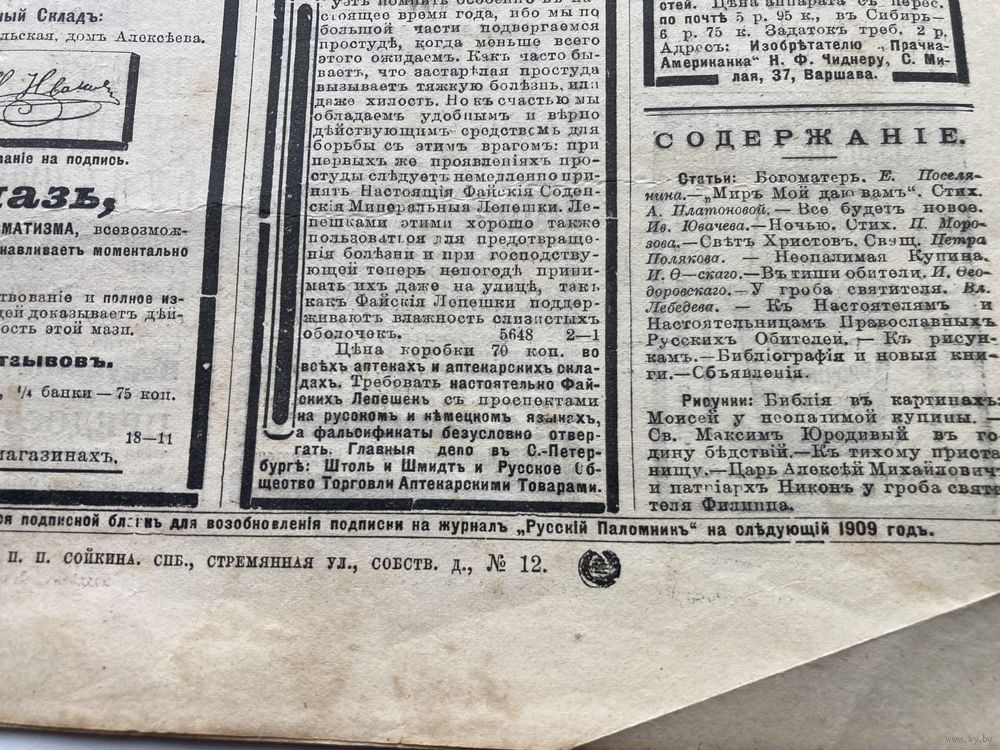 ный Складъ:
льская, домъ Алексѣева.
маніе на подпись.
мазь,
МАТИЗМА, всевозмож-
анавливаетъ моментально
твованіе и полное из-
цей доказываетъ дѣй-
ность этой мази.
тзывовъ.
, ¼ банки — 75 коп.
18—11
магазинахъ,
стоящее время года, ибо мы по
большой части подвергаемся
простудѣ, когда меньше всего
этого ожидаемъ. Какъ часто бы-
ваетъ, что застарѣлая простуда
вызываетъ тяжкую болѣзнь, или
даже хилость. Но къ счастью мы
обладаемъ удобнымъ и вѣрно
дѣйствующимъ средствомъ для
борьбы съ этимъ врагомъ: при
первыхъ же проявленіяхъ про-
студы слѣдуетъ немедленно при-
нять Настоящія Файскія Соден-
скія Минеральныя Лепешки. Ле-
пешками этими хорошо также
пользоваться для предотвраще-
нія болѣзни и при господству-
ющей теперь непогодѣ прини-
мать ихъ даже на улицѣ, такъ
какъ Файскія Лепешки поддер-
живаютъ влажность слизистыхъ
оболочекъ. 5648 2—1
Цѣна коробки 70 коп. во
всѣхъ аптекахъ и аптекарскихъ скла-
дахъ. Требовать настоятельно Фай-
скихъ Лепешекъ съ проспектами
на русскомъ и нѣмецкомъ языкахъ,
а фальсификаты безусловно отвер-
гать. Главныя депо въ С.-Петер-
бургѣ: Штоль и Шмидтъ и Русское Об-
щество Торговли Аптекарскими Товарами.
стей. Цѣна аппарата съ перес.
по почтѣ 5 р. 95 к., въ Сибирь—
6 р. 75 к. Задатокъ треб. 2 р.
Адресъ: Изобрѣтателю „Прачка-
Американка" Н. Ф. Чиднеру, С. Ми-
лая, 37, Варшава.
СОДЕРЖАНІЕ.
Статьи: Богоматерь. Е. Поселя-
нина.—„Миръ Мой даю вамъ". Стих.
А. Платоновой.—Все будетъ новое.
Ив. Ювачева.—Ночью. Стих. П. Моро-
зова.—Свѣтъ Христовъ. Свящ. Петра
Полякова. — Неопалимая Купина.
И. Ѳ—скаго.—Въ тиши обители. И. Ѳео-
доровскаго.—У гроба святителя. Вл.
Лебедева. — Къ Настоятелямъ и
Настоятельницамъ Православныхъ
Русскихъ Обителей. — Къ рисун-
камъ.—Библіографія и новыя кни-
ги.—Объявленія.
Рисунки: Библія въ картинахъ:
Моисей у неопалимой купины. —
Св. Максимъ Юродивый въ го-
дину бѣдствій.—Къ тихому приста-
нищу.—Царь Алексѣй Михайловичъ
и патріархъ Никонъ у гроба святи-
теля Филиппа.
ся подписной бланкъ для возобновленія подписки на журналъ „Русскій Паломникъ" на слѣдующій 1909 годъ.
П. П. СОЙКИНА. СПБ., СТРЕМЯННАЯ УЛ., СОБСТВ. Д., № 12.
www.ay.by